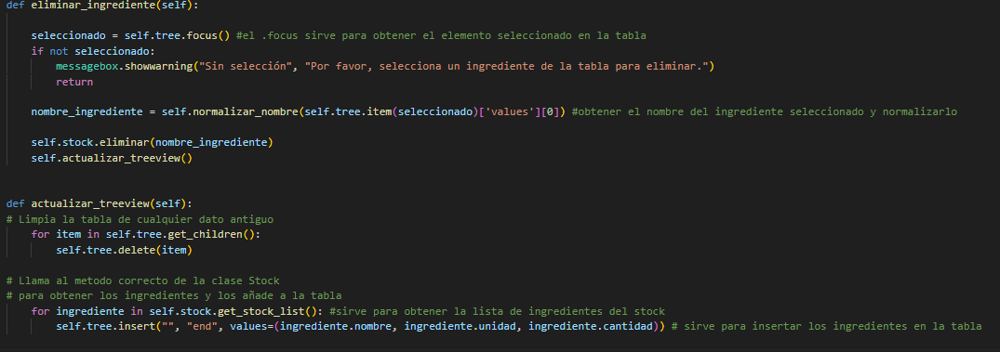 def eliminar_ingrediente(self):
seleccionado = self.tree.focus() #el .focus sirve para obtener el elemento seleccionado en la tabla
if not seleccionado:
messagebox.showwarning("Sin selección", "Por favor, selecciona un ingrediente de la tabla para eliminar.")
return
nombre_ingrediente = self.normalizar_nombre(self.tree.item(seleccionado)['values'][0]) #obtener el nombre del ingrediente seleccionado y normalizarlo
self.stock.eliminar(nombre_ingrediente)
self.actualizar_treeview()
def actualizar_treeview(self):
# Limpia la tabla de cualquier dato antiguo
for item in self.tree.get_children():
self.tree.delete(item)
# Llama al metodo correcto de la clase Stock
# para obtener los ingredientes y los añade a la tabla
for ingrediente in self.stock.get_stock_list(): #sirve para obtener la lista de ingredientes del stock
self.tree.insert("", "end", values=(ingrediente.nombre, ingrediente.unidad, ingrediente.cantidad)) # sirve para insertar los ingredientes en la tabla